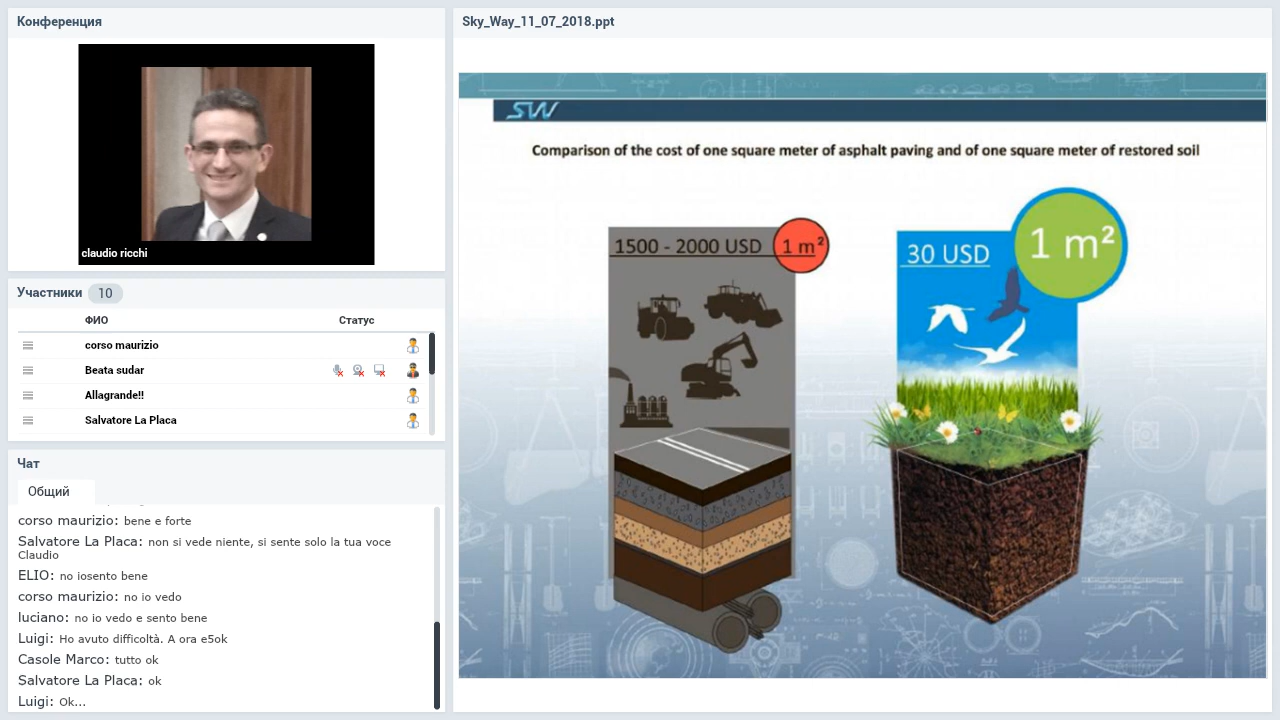 Конференция
claudio ricchi
Участники 10
ФИО Статус
corso maurizio
Beata sudar
Allagrande!!
Salvatore La Placa
Чат
Общий
corso maurizio: bene e forte
Salvatore La Placa: non si vede niente, si sente solo la tua voce
Claudio
ELIO: no iosento bene
corso maurizio: no io vedo
luciano: no io vedo e sento bene
Luigi: Ho avuto difficoltà. A ora e5ok
Casole Marco: tutto ok
Salvatore La Placa: ok
Luigi: Ok...
Sky_Way_11_07_2018.ppt
SW
Comparison of the cost of one square meter of asphalt paving and of one square meter of restored soil
1500 - 2000 USD 1 m²
30 USD 1 m²